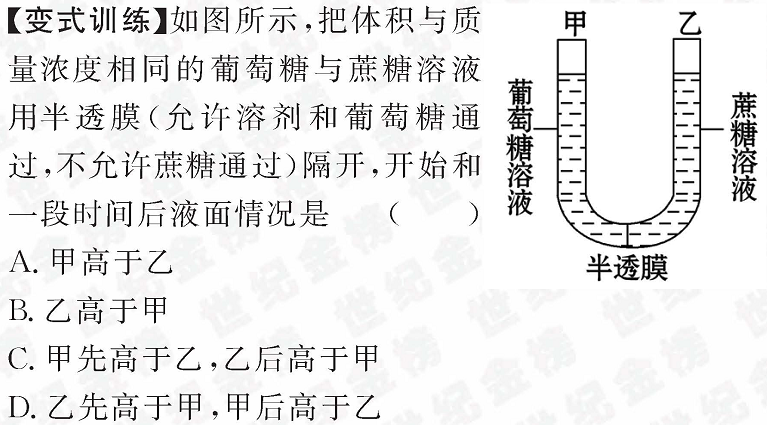 【变式训练】如图所示,把体积与质
量浓度相同的葡萄糖与蔗糖溶液
用半透膜(允许溶剂和葡萄糖通
过,不允许蔗糖通过)隔开,开始和
一段时间后液面情况是 ( )
A. 甲高于乙
B. 乙高于甲
C. 甲先高于乙,乙后高于甲
D. 乙先高于甲,甲后高于乙
甲 乙
葡萄糖溶液
蔗糖溶液
半透膜
世纪金榜